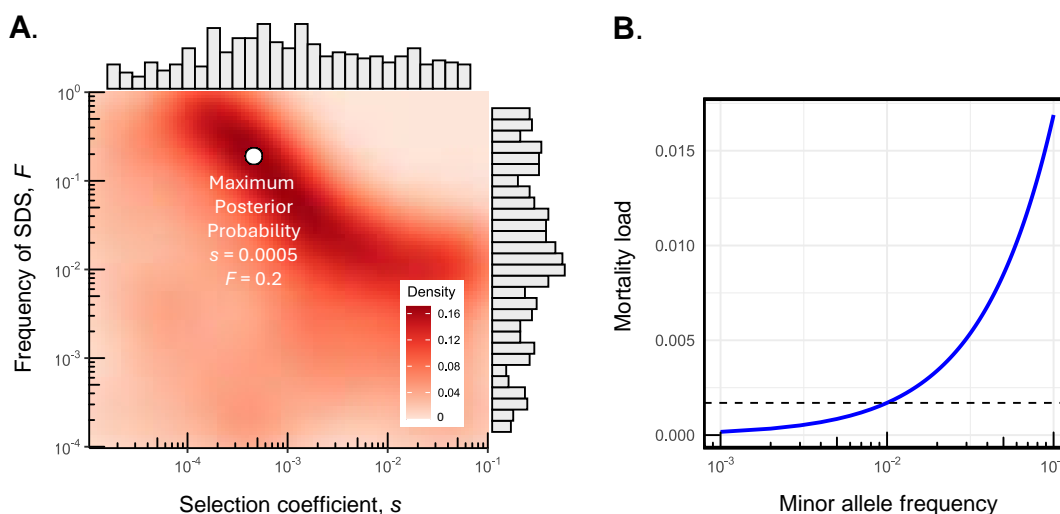 A.
B.
Frequency of SDS, F
10⁰
10⁻¹
10⁻²
10⁻³
10⁻⁴
Maximum
Posterior
Probability
s = 0.0005
F = 0.2
Density
0.16
0.12
0.08
0.04
0
10⁻⁴
10⁻³
10⁻²
10⁻¹
Selection coefficient, s
Mortality load
0.015
0.010
0.005
0.000
10⁻³
10⁻²
Minor allele frequency